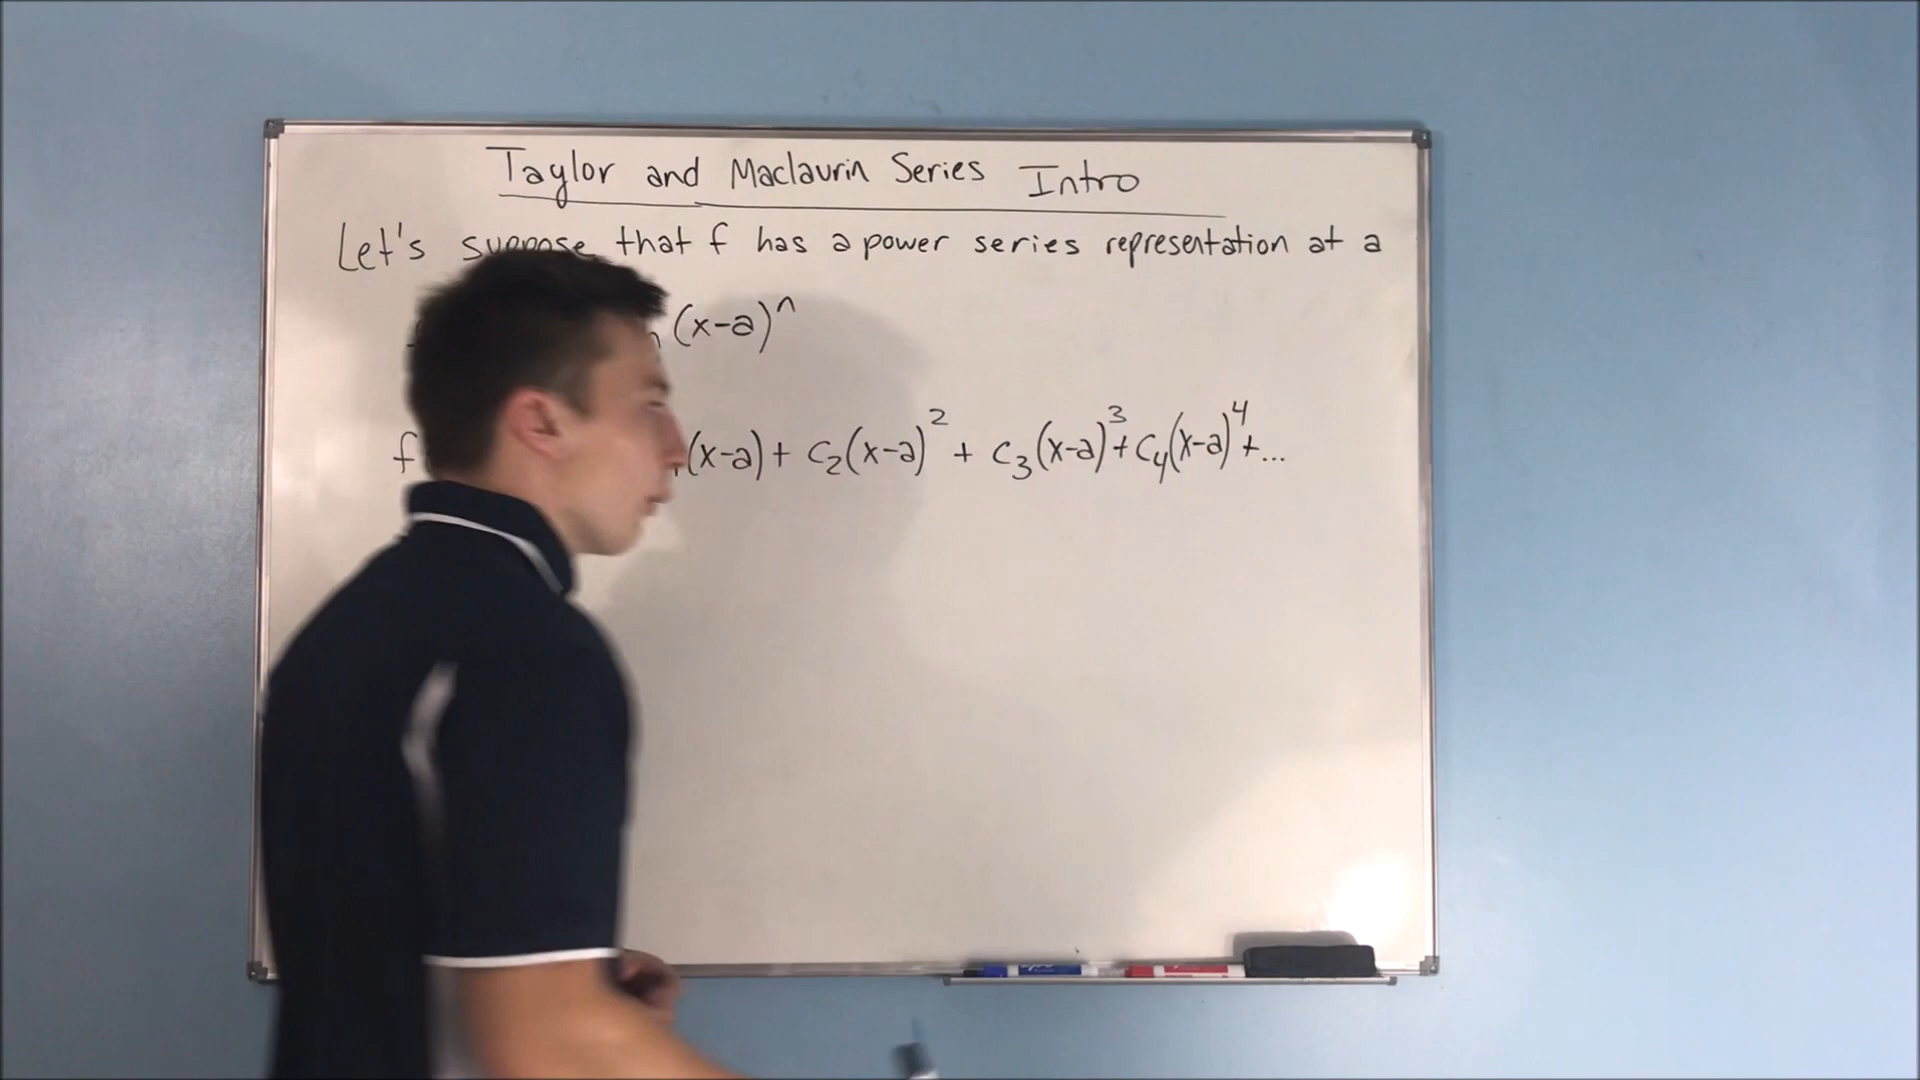 Taylor and Maclaurin Series Intro
Let's suppose that f has a power series representation at a
(x-a)^n
f (x-a) + c₂(x-a)² + c₃(x-a)³ + c₄(x-a)⁴ + ...